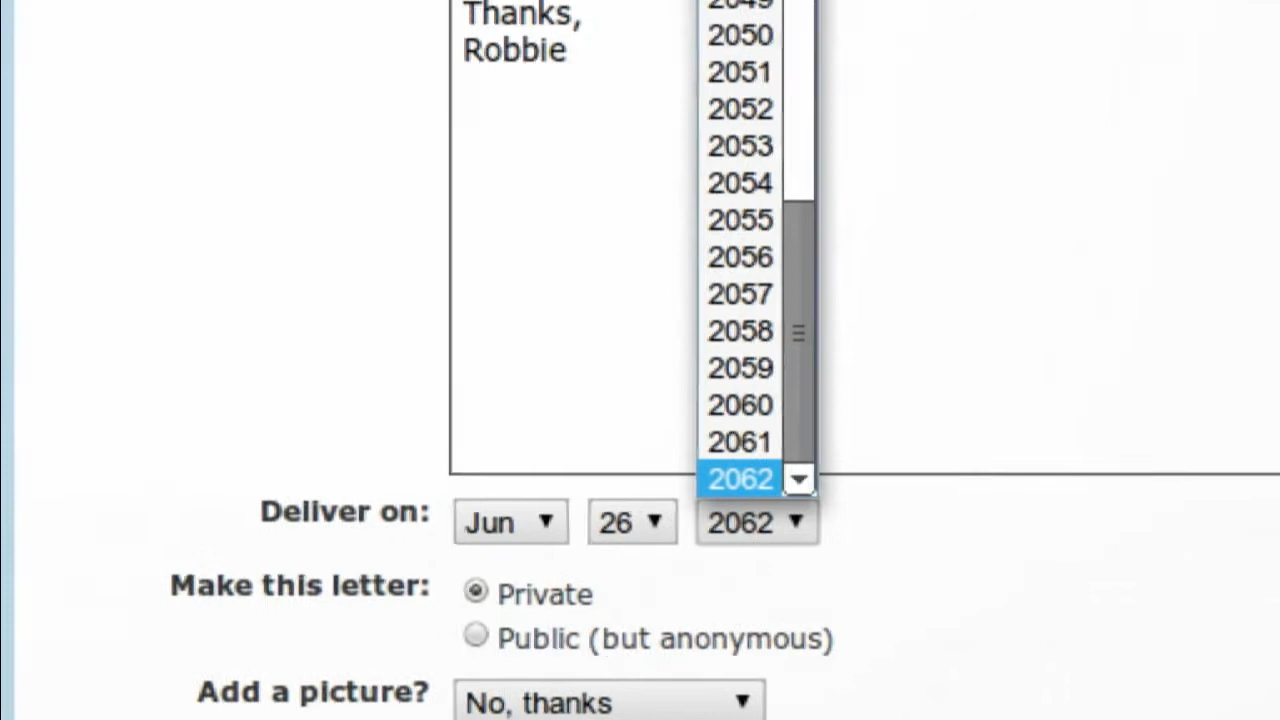 Thanks,
Robbie
2049
2050
2051
2052
2053
2054
2055
2056
2057
2058
2059
2060
2061
2062
Deliver on: Jun 26 2062
Make this letter: Private
Public (but anonymous)
Add a picture? No, thanks